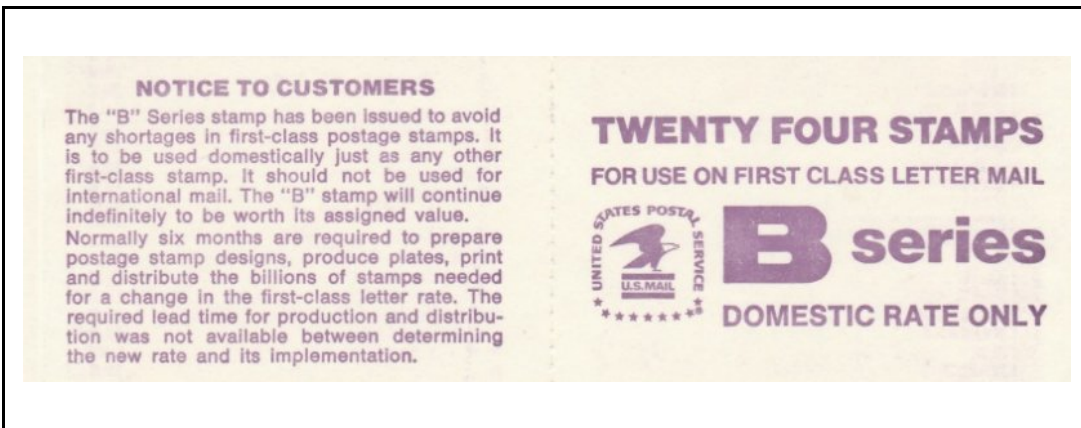 NOTICE TO CUSTOMERS
The "B" Series stamp has been issued to avoid
any shortages in first-class postage stamps. It
is to be used domestically just as any other
first-class stamp. It should not be used for
international mail. The "B" stamp will continue
indefinitely to be worth its assigned value.
Normally six months are required to prepare
postage stamp designs, produce plates, print
and distribute the billions of stamps needed
for a change in the first-class letter rate. The
required lead time for production and distribu-
tion was not available between determining
the new rate and its implementation.
TWENTY FOUR STAMPS
FOR USE ON FIRST CLASS LETTER MAIL
UNITED STATES POSTAL SERVICE
U.S.MAIL
B series
DOMESTIC RATE ONLY